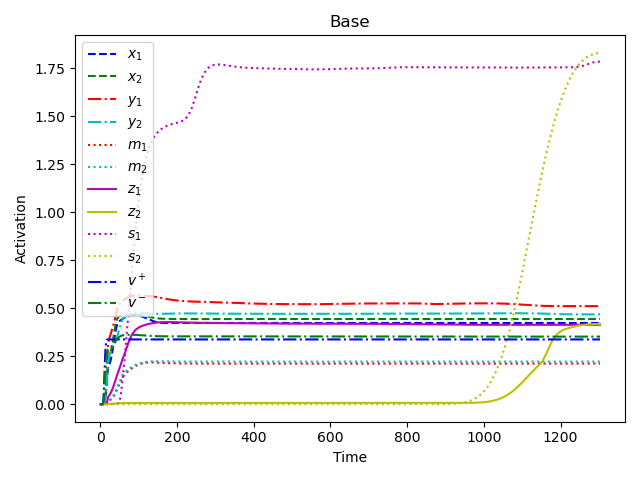 Base
1.75
1.50
1.25
1.00
0.75
0.50
0.25
0.00
Activation
x₁
x₂
y₁
y₂
m₁
m₂
z₁
z₂
s₁
s₂
v⁺
v⁻
0 200 400 600 800 1000 1200
Time